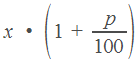 x • (1 + p/100)